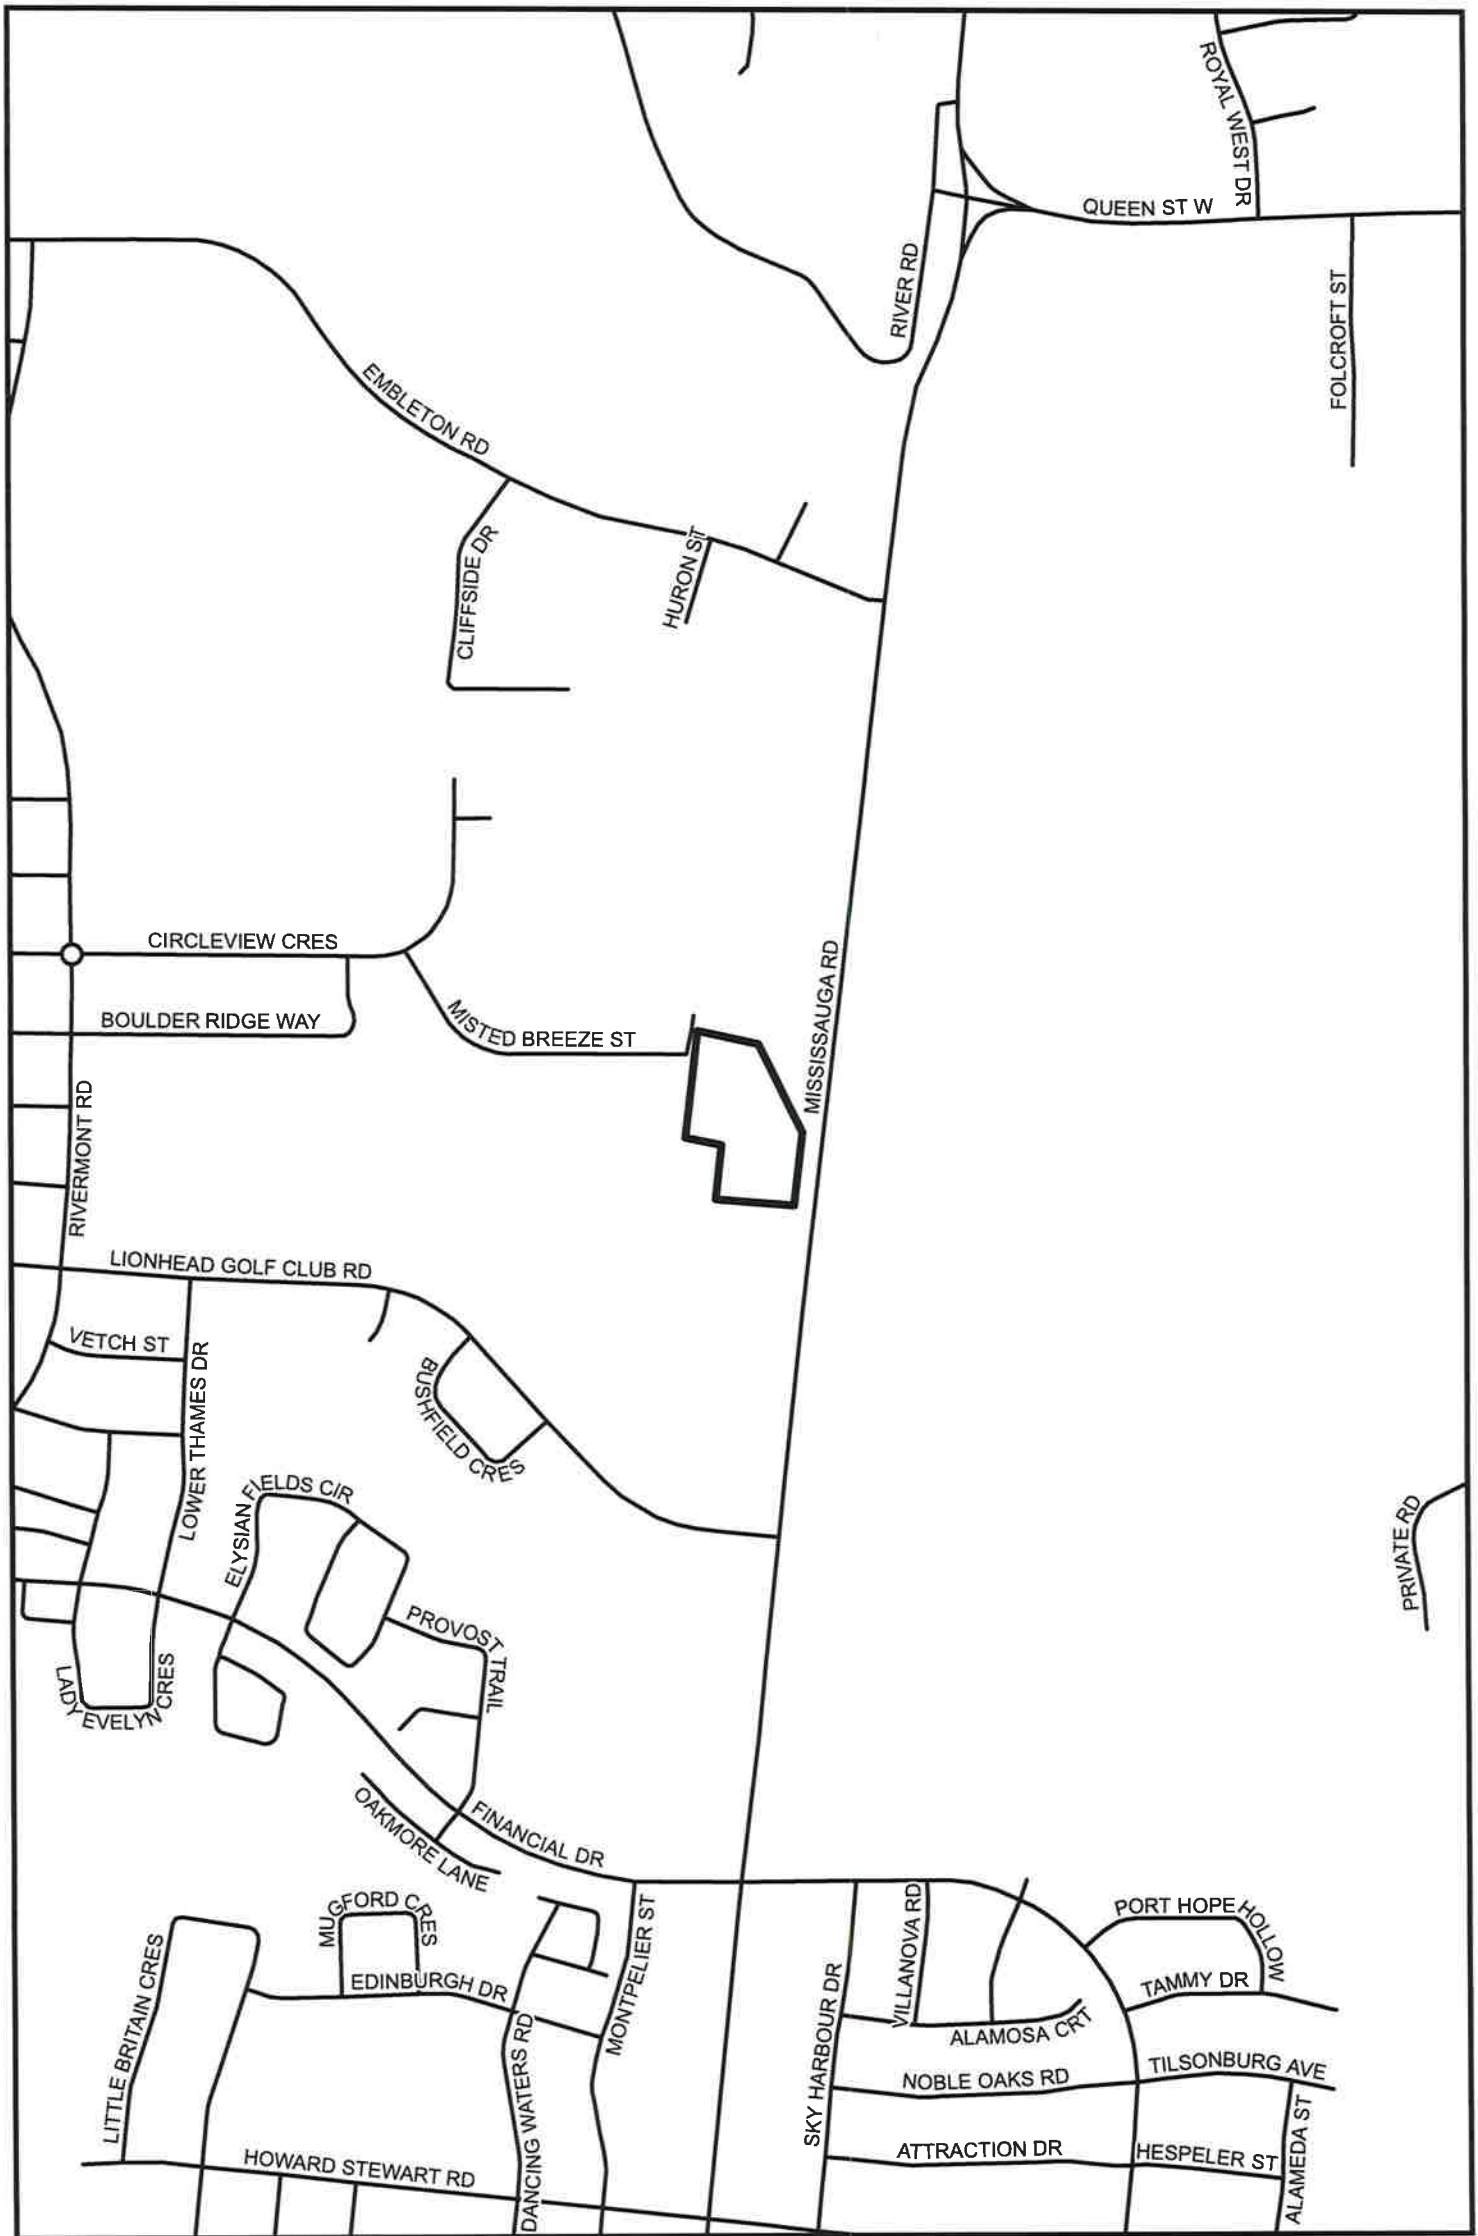 ROYAL WEST DR
QUEEN ST W
RIVER RD
FOLCROFT ST
EMBLETON RD
CLIFFSIDE DR
HURON ST
CIRCLEVIEW CRES
MISSISSAUGA RD
BOULDER RIDGE WAY
MISTED BREEZE ST
RIVERMONT RD
LIONHEAD GOLF CLUB RD
VETCH ST
LOWER THAMES DR
BUSHFIELD CRES
ELYSIAN FIELDS CIR
PRIVATE RD
PROVOST TRAIL
LADY EVELYN CRES
OAKMORE LANE
FINANCIAL DR
MUGFORD CRES
EDINBURGH DR
LITTLE BRITAIN CRES
MONTPELIER ST
DANCING WATERS RD
HOWARD STEWART RD
SKY HARBOUR DR
VILLANOVA RD
ALAMOSA CRT
PORT HOPE HOLLOW
TAMMY DR
NOBLE OAKS RD
TILSONBURG AVE
ATTRACTION DR
HESPELER ST
ALAMEDA ST